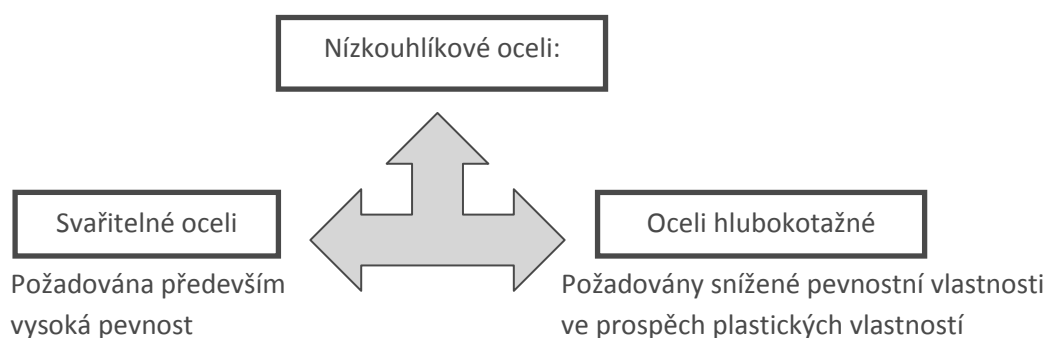 Nízkouhlíkové oceli:
Svařitelné oceli
Oceli hlubokotažné
Požadována především
vysoká pevnost
Požadovány snížené pevnostní vlastnosti
ve prospěch plastických vlastností